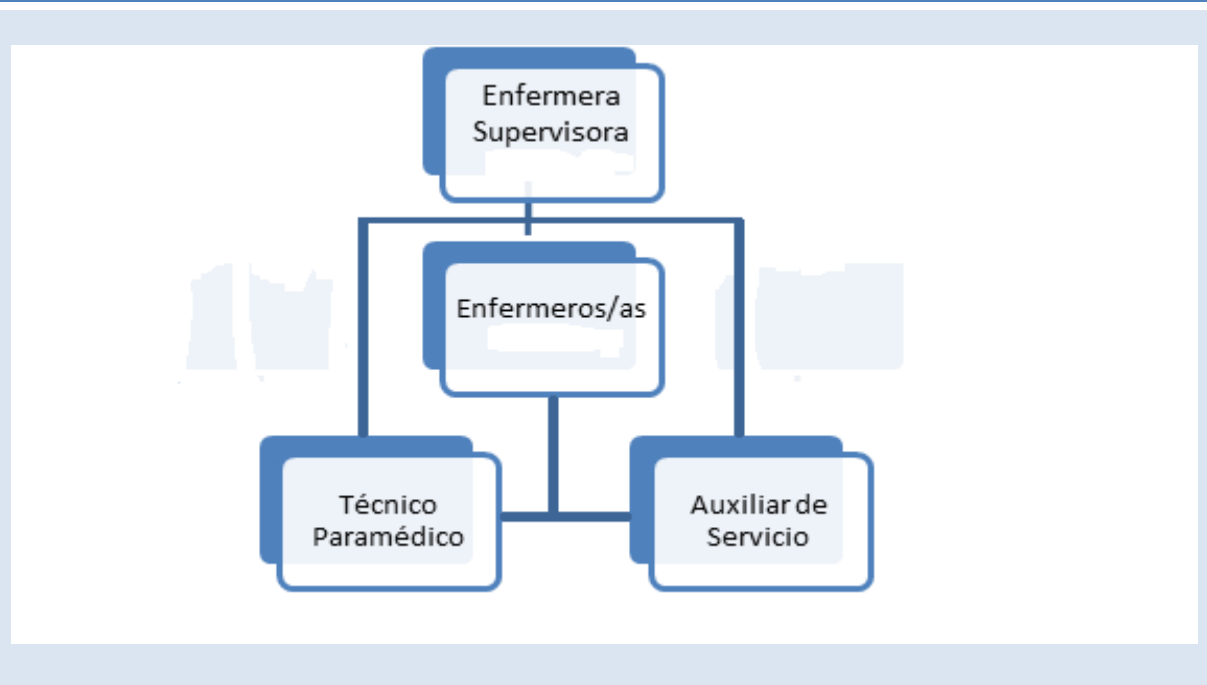 Enfermera
Supervisora
Enfermeros/as
Técnico
Paramédico
Auxiliar de
Servicio